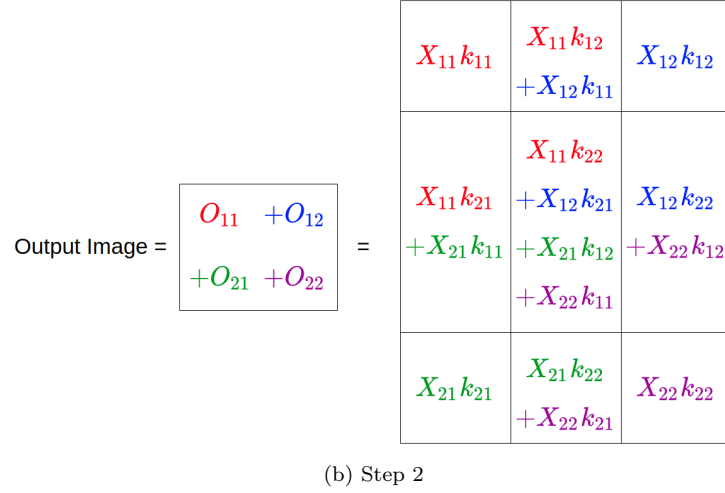 X₁₁k₁₁
X₁₁k₁₂
+X₁₂k₁₁
X₁₂k₁₂
Output Image =
O₁₁ +O₁₂
+O₂₁ +O₂₂
=
X₁₁k₂₁
+X₂₁k₁₁
X₁₁k₂₂
+X₁₂k₂₁
+X₂₁k₁₂
+X₂₂k₁₁
X₁₂k₂₂
+X₂₂k₁₂
X₂₁k₂₁
X₂₁k₂₂
+X₂₂k₂₁
X₂₂k₂₂
(b) Step 2